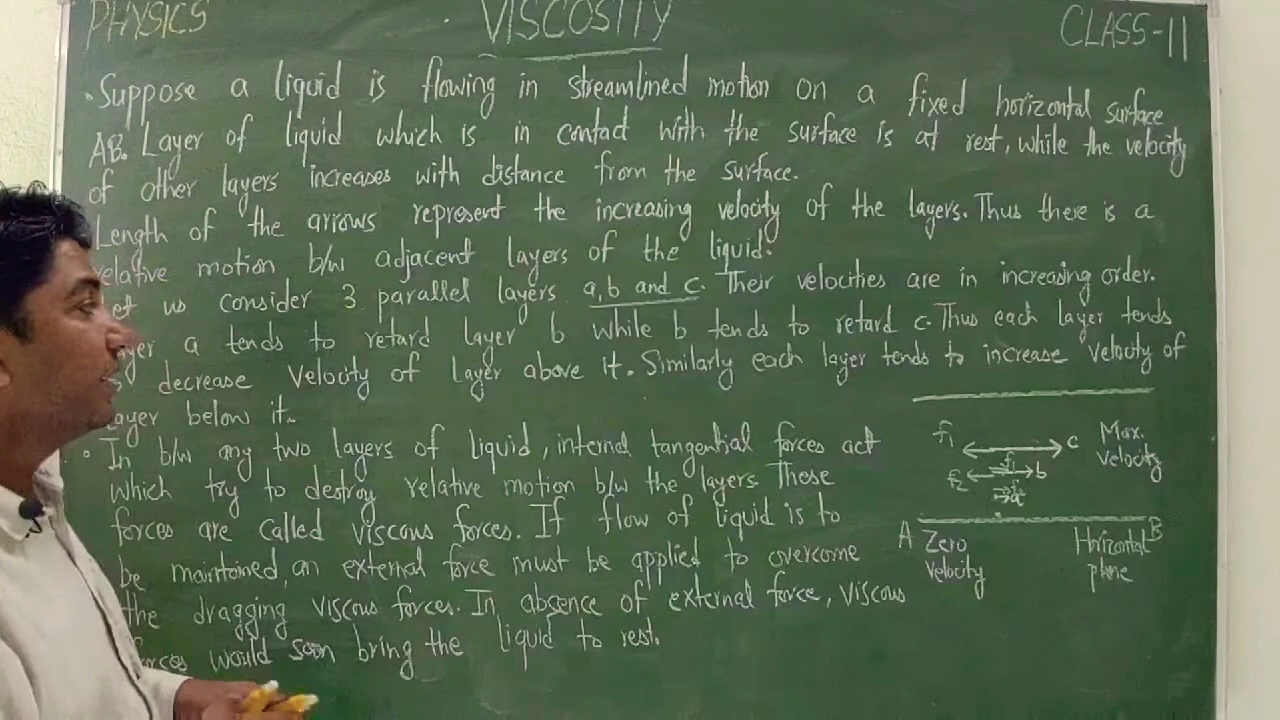 PHYSICS
VISCOSITY
CLASS-11
• Suppose a liquid is flowing in streamlined motion on a fixed horizontal surface
AB. Layer of liquid which is in contact with the surface is at rest, while the velocity
of other layers increases with distance from the surface.
Length of the arrows represent the increasing velocity of the layers. Thus there is a
relative motion b/w adjacent layers of the liquid.
et us consider 3 parallel layers a, b and c. Their velocities are in increasing order.
yer a tends to retard layer b while b tends to retard c. Thus each layer tends
decrease velocity of layer above it. Similarly each layer tends to increase velocity of
layer below it.
• In b/w any two layers of liquid, internal tangential forces act
which try to destroy relative motion b/w the layers. These
forces are called viscous forces. If flow of liquid is to
be maintained, an external force must be applied to overcome
the dragging viscous forces. In absence of external force, viscous
forces would soon bring the liquid to rest.
f1 c Max. velocity
f2 f1 b
a
A Zero velocity
Horizontal plane B